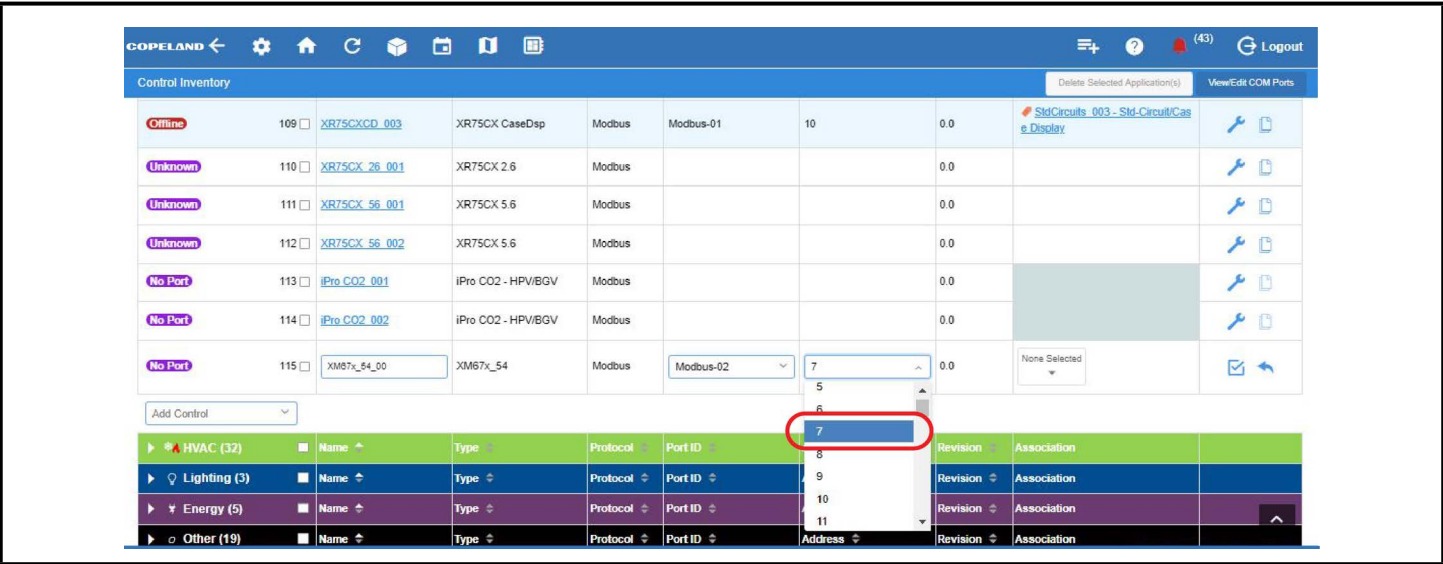 COPELAND (43) Logout
Control Inventory Delete Selected Application(s) View/Edit COM Ports
Offline 109 XR75CXCD_003 XR75CX CaseDsp Modbus Modbus-01 10 0.0 StdCircuits_003 - Std-Circuit/Cas
e Display
Unknown 110 XR75CX_26_001 XR75CX 2.6 Modbus 0.0
Unknown 111 XR75CX_56_001 XR75CX 5.6 Modbus 0.0
Unknown 112 XR75CX_56_002 XR75CX 5.6 Modbus 0.0
No Port 113 iPro CO2_001 iPro CO2 - HPV/BGV Modbus 0.0
No Port 114 iPro CO2_002 iPro CO2 - HPV/BGV Modbus 0.0
No Port 115 XM67x_54_00 XM67x_54 Modbus Modbus-02 7 0.0 None Selected
5
Add Control
6
7
HVAC (32) Name Type Protocol Port ID Revision Association
8
Lighting (3) Name Type Protocol Port ID 9 Revision Association
10
Energy (5) Name Type Protocol Port ID Revision Association
11
Other (19) Name Type Protocol Port ID Address Revision Association